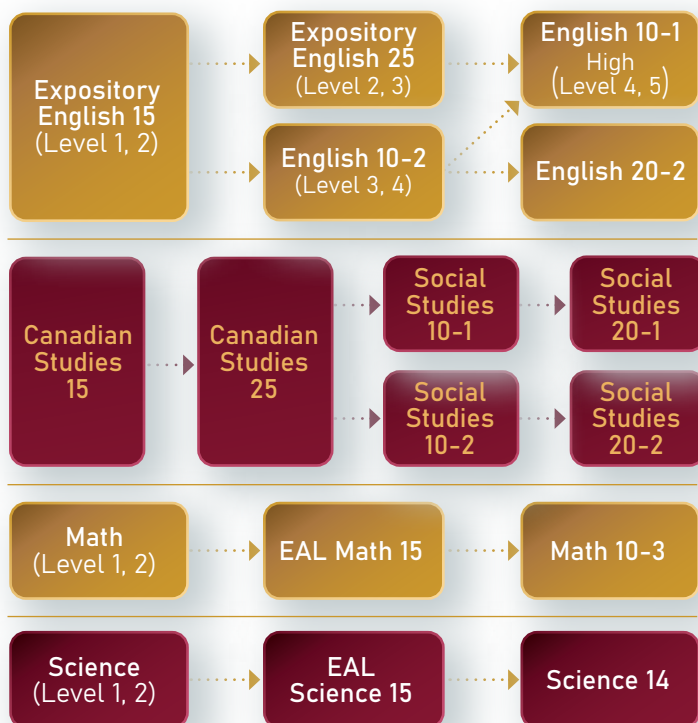 Expository
English 15
(Level 1, 2)
Expository
English 25
(Level 2, 3)
English 10-1
High
(Level 4, 5)
English 10-2
(Level 3, 4)
English 20-2
Canadian
Studies
15
Canadian
Studies
25
Social
Studies
10-1
Social
Studies
20-1
Social
Studies
10-2
Social
Studies
20-2
Math
(Level 1, 2)
EAL Math 15
Math 10-3
Science
(Level 1, 2)
EAL
Science 15
Science 14